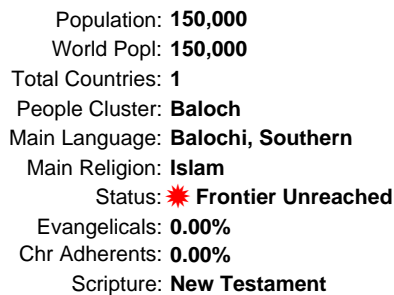 Population: 150,000
World Popl: 150,000
Total Countries: 1
People Cluster: Baloch
Main Language: Balochi, Southern
Main Religion: Islam
Status: Frontier Unreached
Evangelicals: 0.00%
Chr Adherents: 0.00%
Scripture: New Testament